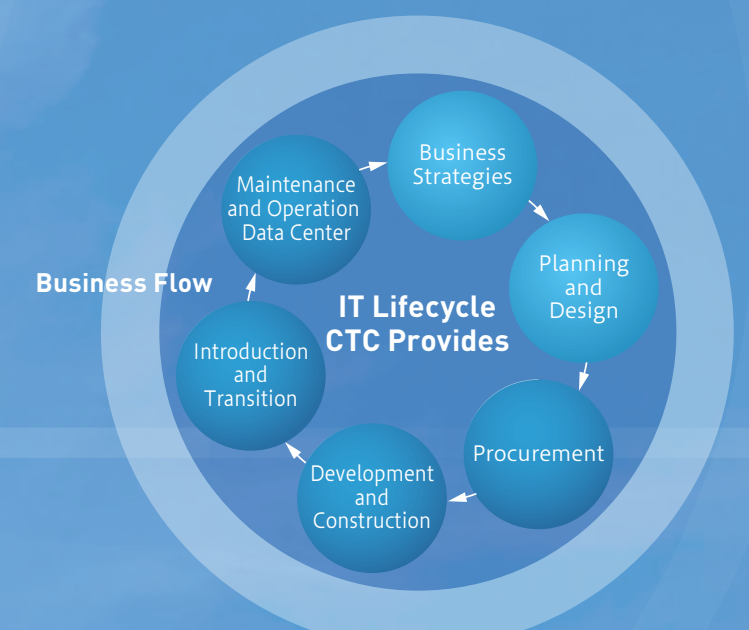 Business
Strategies
Maintenance
and Operation
Data Center
Planning
and
Design
Business Flow
IT Lifecycle
CTC Provides
Introduction
and
Transition
Procurement
Development
and
Construction